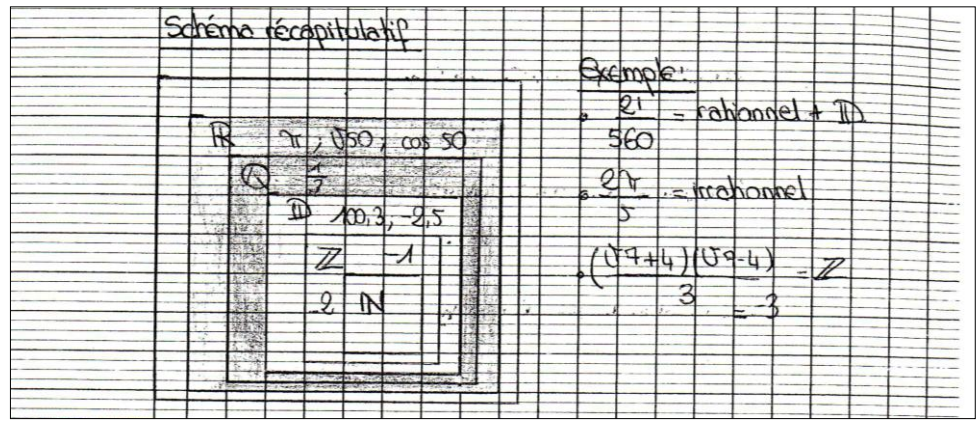 Schéma récapitulatif
ℝ π ; √50 ; cos 50
ℚ 1/3
𝔻 100,3 ; -2,5
ℤ -1
2 ℕ
Exemple :
• 21/560 = rationnel + 𝔻
• 2π/5 = irrationnel
• (√7+4)(√7-4)/3 = ℤ
= -3